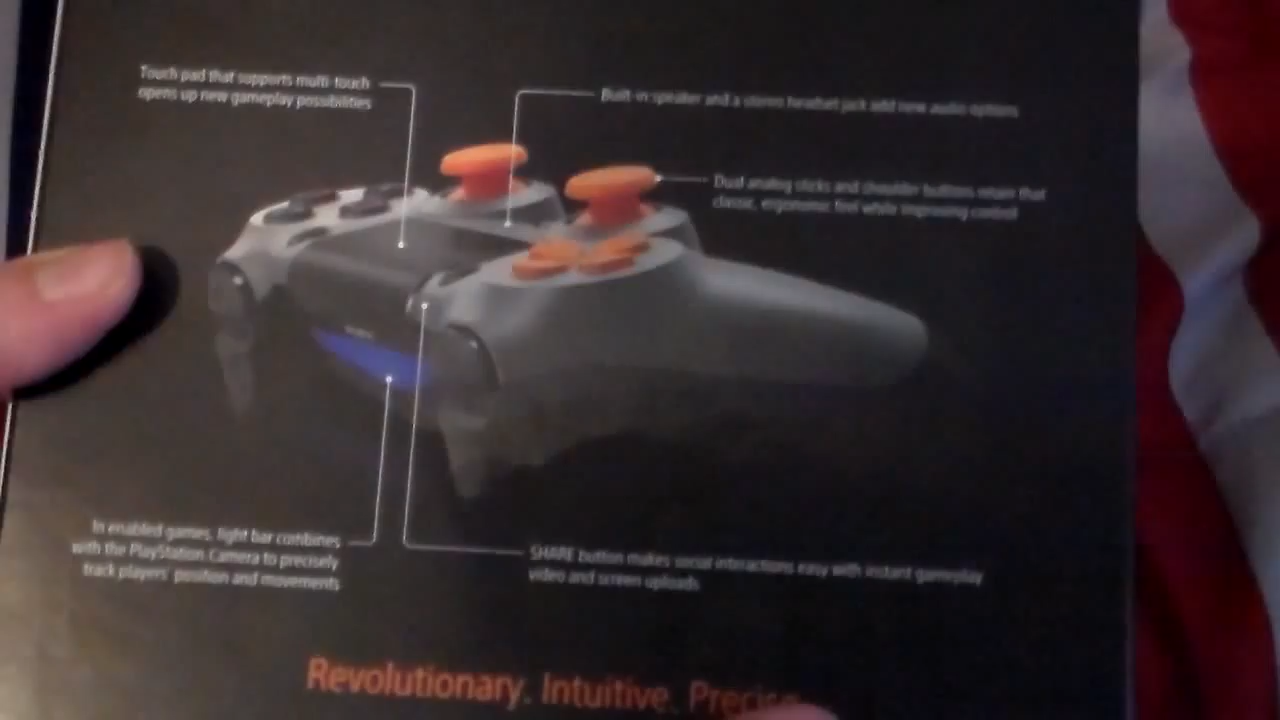 Touch pad that supports multi-touch
opens up new gameplay possibilities
Built-in speaker and a stereo headset jack add new audio options
Dual analog sticks and shoulder buttons retain that
classic, ergonomic feel while improving control
In enabled games, light bar combines
with the PlayStation Camera to precisely
track players' position and movements
SHARE button makes social interactions easy with instant gameplay
video and screen uploads
Revolutionary. Intuitive. Precise